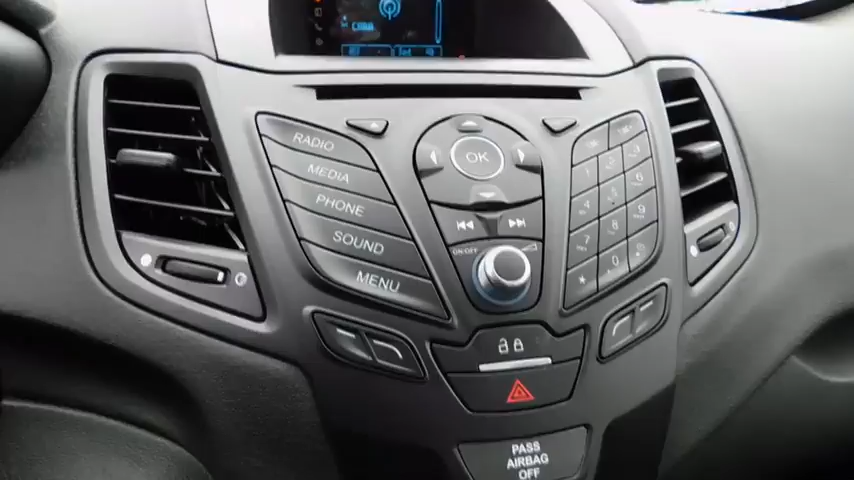 RADIO
MEDIA
PHONE
SOUND
MENU
OK
ON/OFF
1
2
3
4
5
6
7
8
9
*
0
PASS
AIRBAG
OFF